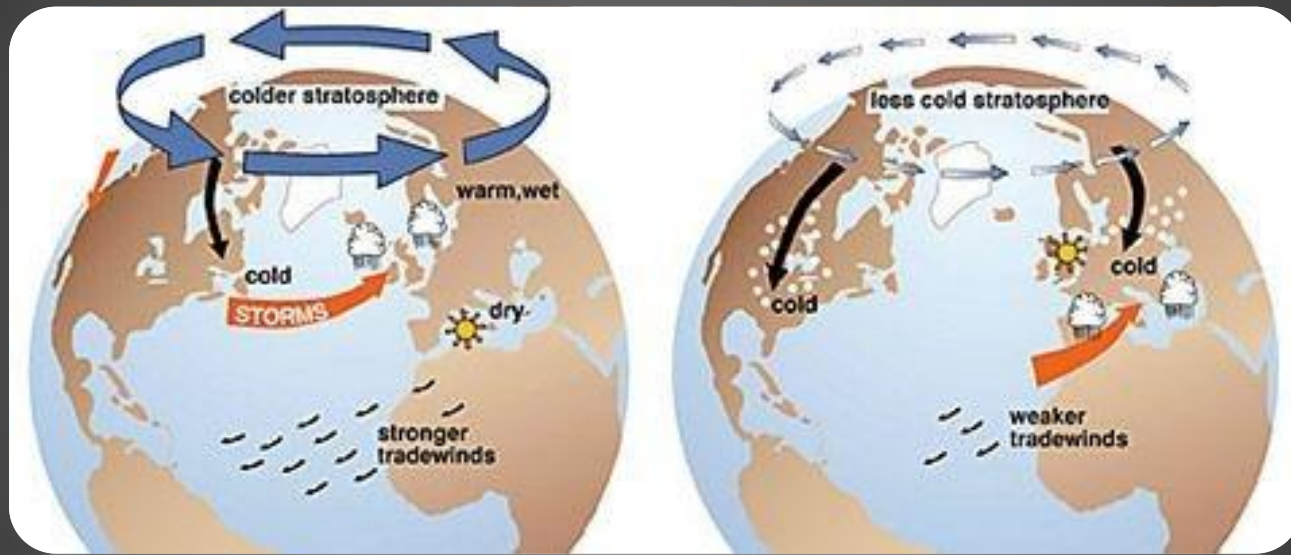 colder stratosphere
warm,wet
cold
STORMS
dry
stronger
tradewinds
less cold stratosphere
cold
cold
weaker
tradewinds